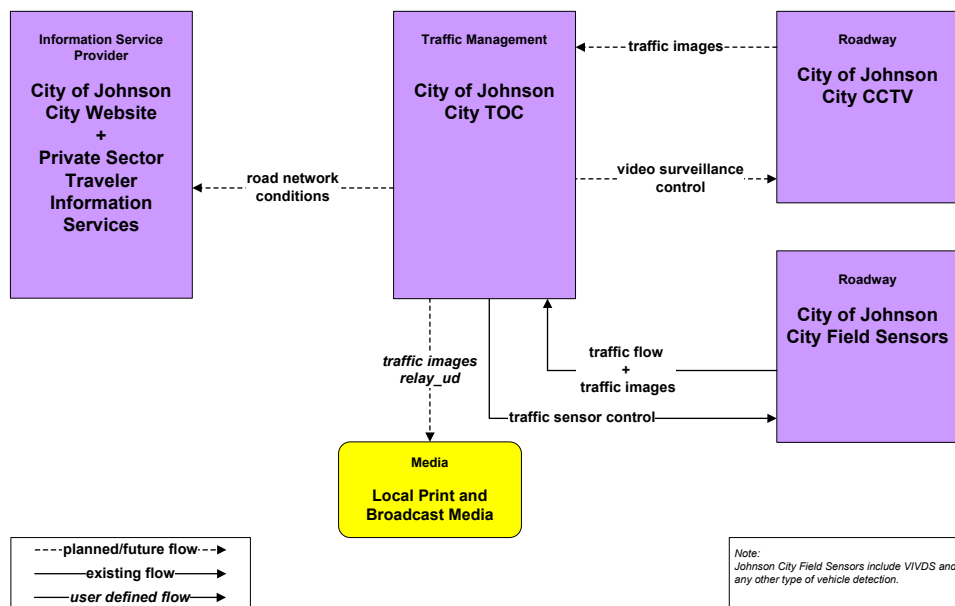 Information Service
Provider
City of Johnson
City Website
+
Private Sector
Traveler
Information
Services
Traffic Management
City of Johnson
City TOC
Roadway
City of Johnson
City CCTV
traffic images
video surveillance
control
road network
conditions
Roadway
City of Johnson
City Field Sensors
traffic flow
+
traffic images
traffic images
relay_ud
traffic sensor control
Media
Local Print and
Broadcast Media
planned/future flow
existing flow
user defined flow
Note:
Johnson City Field Sensors include VIVDS and
any other type of vehicle detection.